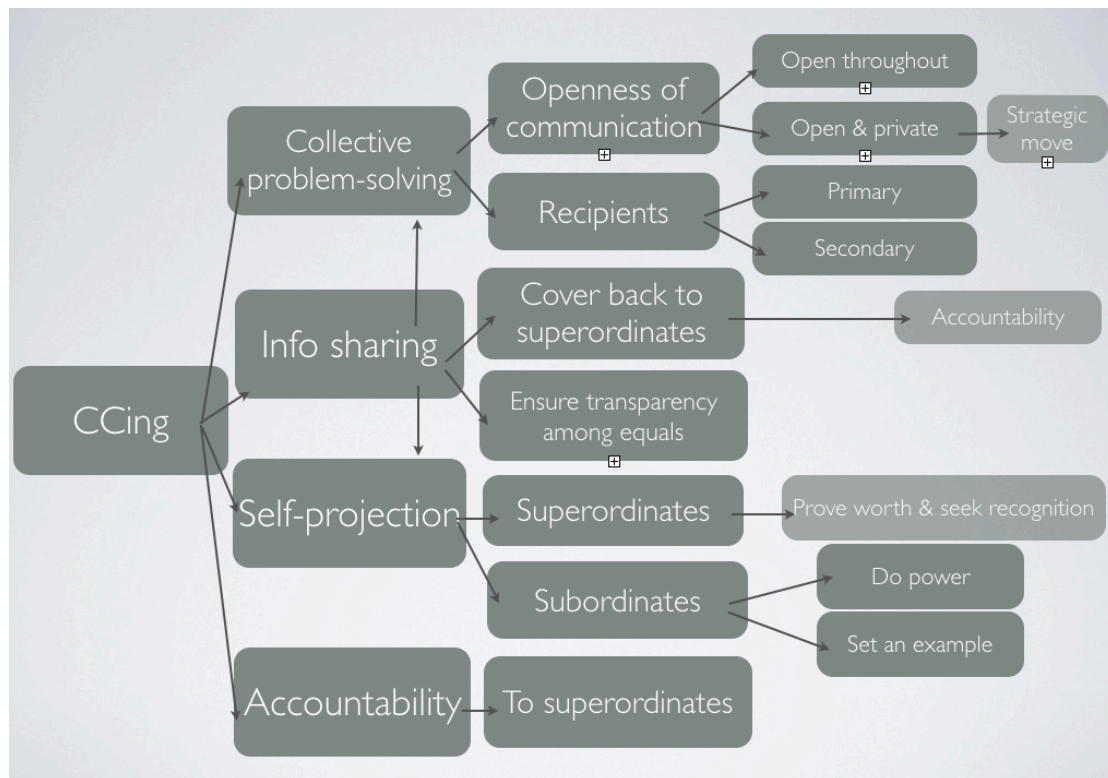 CCing
Collective
problem-solving
Openness of
communication
Open throughout
Open & private
Strategic
move
Recipients
Primary
Secondary
Info sharing
Cover back to
superordinates
Accountability
Ensure transparency
among equals
Self-projection
Superordinates
Prove worth & seek recognition
Subordinates
Do power
Set an example
Accountability
To superordinates